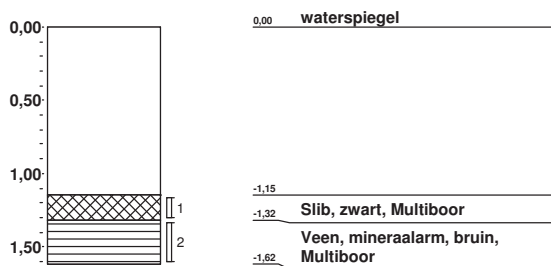 0,00
0,50
1,00
1,50
1
2
0,00 waterspiegel
-1,15
Slib, zwart, Multiboor
-1,32
Veen, mineraalarm, bruin,
Multiboor
-1,62